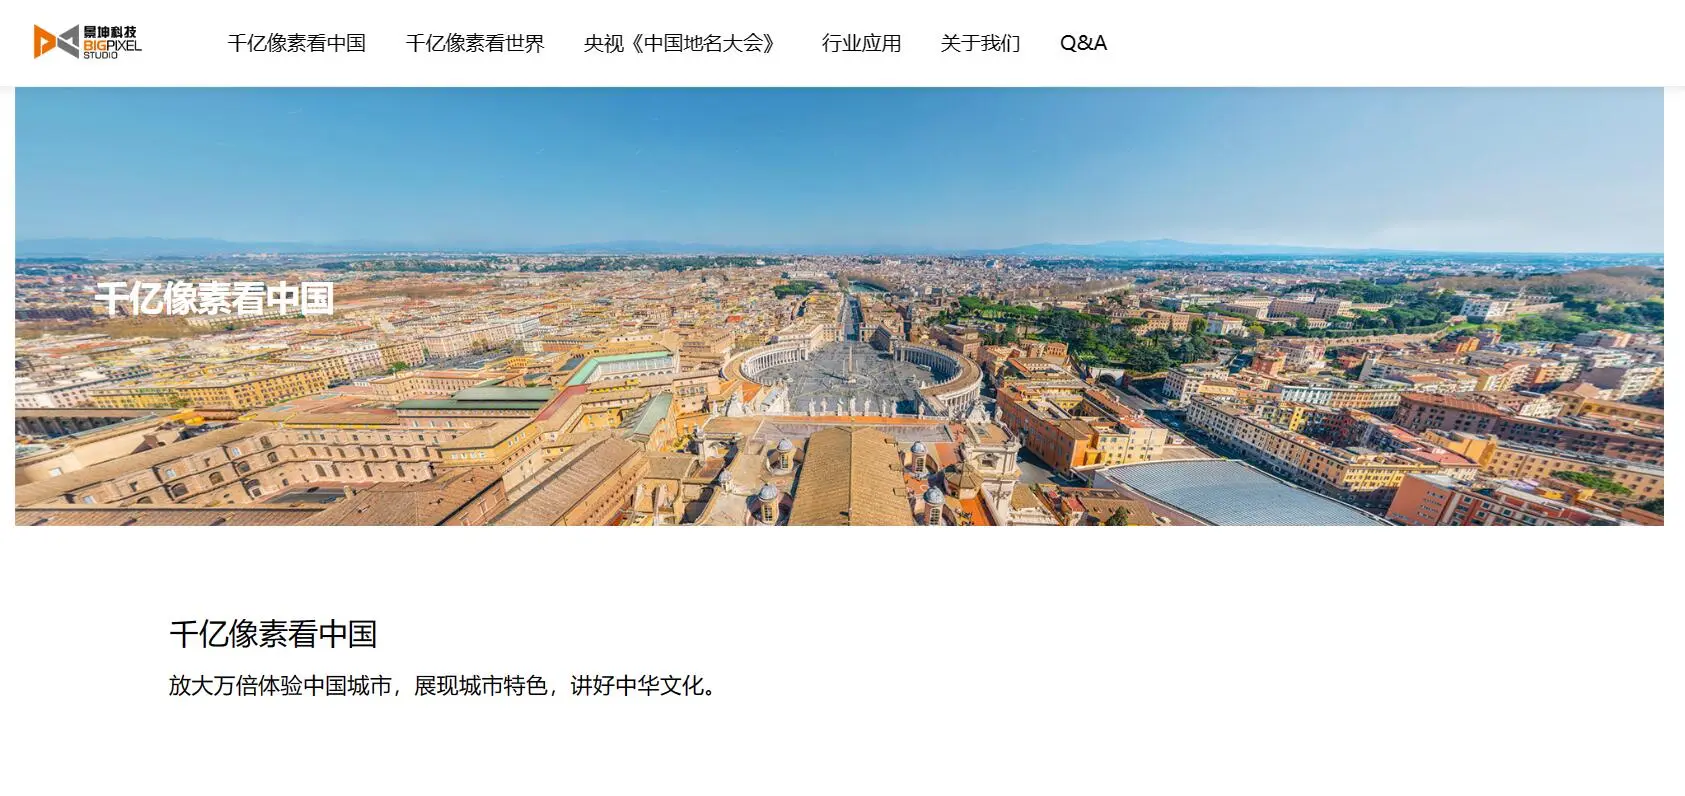 景坤科技
BIGPIXEL
STUDIO
千亿像素看中国 千亿像素看世界 央视《中国地名大会》 行业应用 关于我们 Q&A
千亿像素看中国
千亿像素看中国
放大万倍体验中国城市，展现城市特色，讲好中华文化。